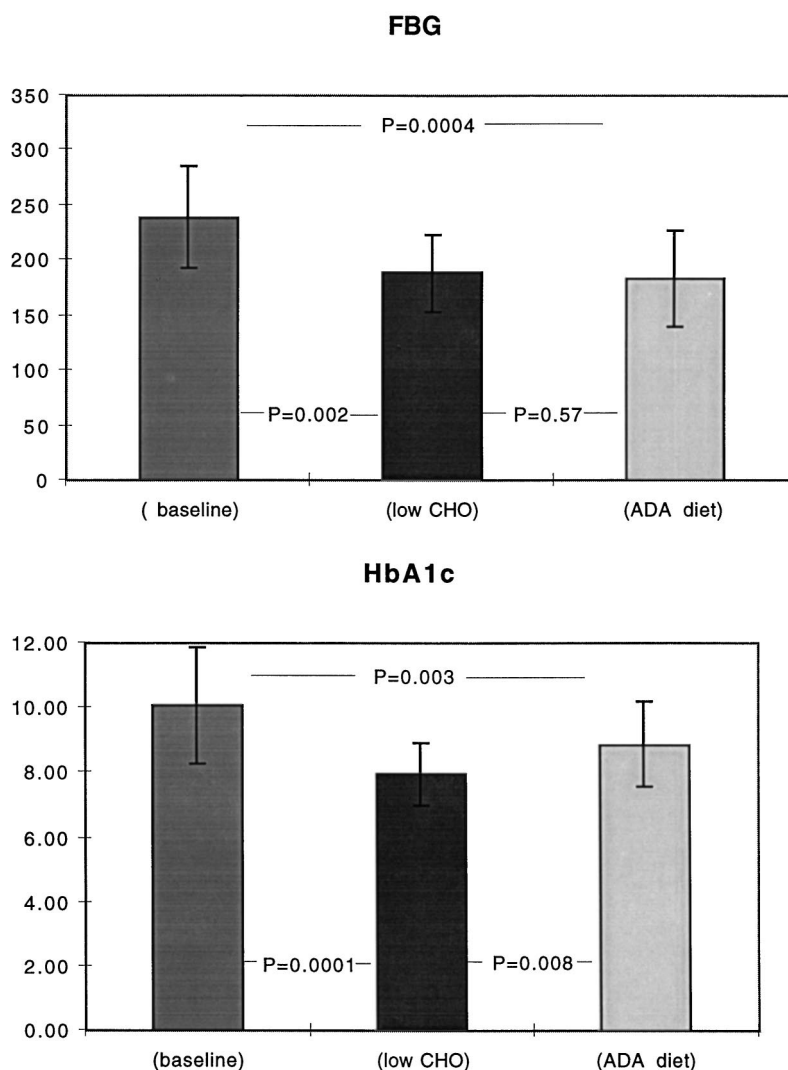 FBG
350
P=0.0004
300
250
200
150
100
P=0.002 P=0.57
50
0
( baseline) (low CHO) (ADA diet)
HbA1c
12.00
P=0.003
10.00
8.00
6.00
4.00
2.00
P=0.0001 P=0.008
0.00
(baseline) (low CHO) (ADA diet)